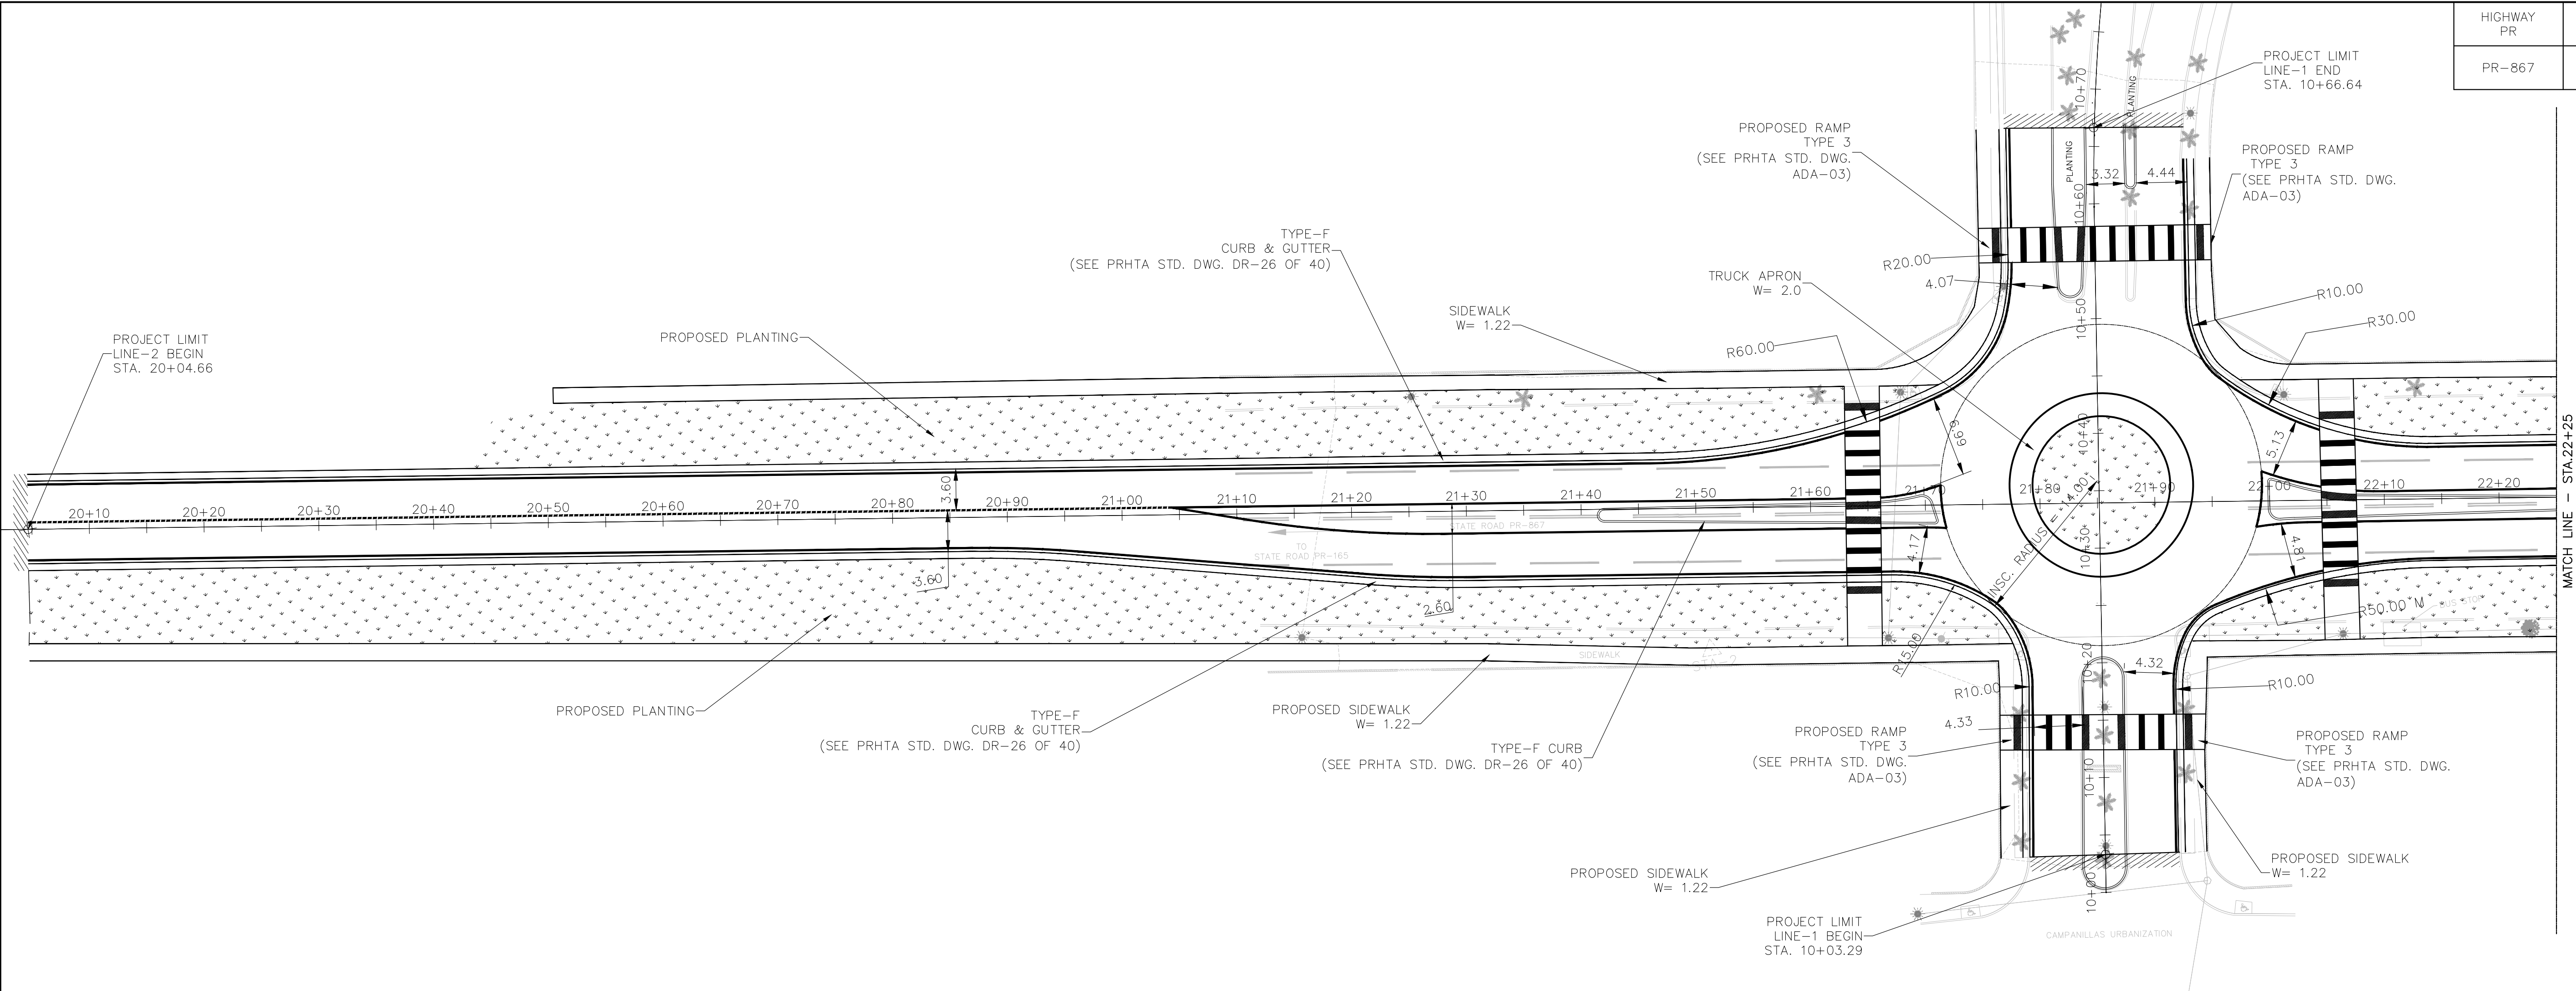 HIGHWAY
PR
PR-867
PROJECT LIMIT
LINE-1 END
STA. 10+66.64
PROPOSED RAMP
TYPE 3
(SEE PRHTA STD. DWG.
ADA-03)
PROPOSED RAMP
TYPE 3
(SEE PRHTA STD. DWG.
ADA-03)
10+70
PLANTING
PLANTING
3.32
4.44
10+60
TYPE-F
CURB & GUTTER
(SEE PRHTA STD. DWG. DR-26 OF 40)
R20.00
4.07
TRUCK APRON
W= 2.0
R10.00
R30.00
10+50
SIDEWALK
W= 1.22
R60.00
PROPOSED PLANTING
PROJECT LIMIT
LINE-2 BEGIN
STA. 20+04.66
6.69
10+40
5.13
MATCH LINE - STA.22+25
3.60
20+10
20+20
20+30
20+40
20+50
20+60
20+70
20+80
20+90
21+00
21+10
21+20
21+30
21+40
21+50
21+60
21+70
21+80
21+90
22+00
22+10
22+20
STATE ROAD PR-867
TO
STATE ROAD PR-165
INSC. RADIUS = 14.00
10+30
4.17
4.81
3.60
2.60
R50.00 M
BUS STOP
R15.00
SIDEWALK
STA-2
10+20
4.32
R10.00
R10.00
4.33
PROPOSED PLANTING
TYPE-F
CURB & GUTTER
(SEE PRHTA STD. DWG. DR-26 OF 40)
PROPOSED SIDEWALK
W= 1.22
TYPE-F CURB
(SEE PRHTA STD. DWG. DR-26 OF 40)
PROPOSED RAMP
TYPE 3
(SEE PRHTA STD. DWG.
ADA-03)
PROPOSED RAMP
TYPE 3
(SEE PRHTA STD. DWG.
ADA-03)
10+10
PROPOSED SIDEWALK
W= 1.22
PROPOSED SIDEWALK
W= 1.22
10+00
PROJECT LIMIT
LINE-1 BEGIN
STA. 10+03.29
CAMPANILLAS URBANIZATION